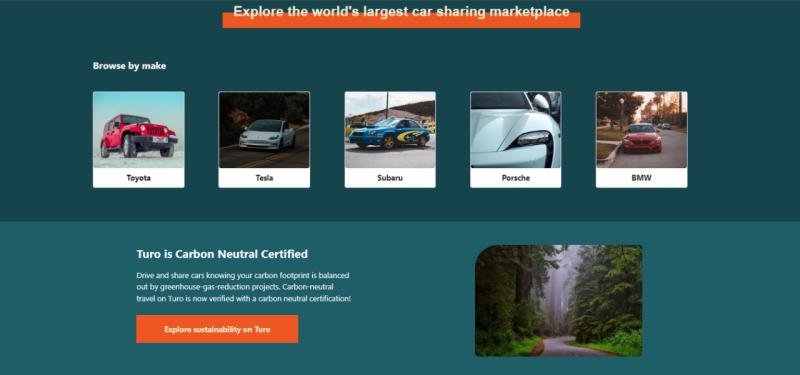 Explore the world's largest car sharing marketplace
Browse by make
Toyota
Tesla
Subaru
Porsche
BMW
Turo is Carbon Neutral Certified
Drive and share cars knowing your carbon footprint is balanced
out by greenhouse-gas-reduction projects. Carbon-neutral
travel on Turo is now verified with a carbon neutral certification!
Explore sustainability on Turo